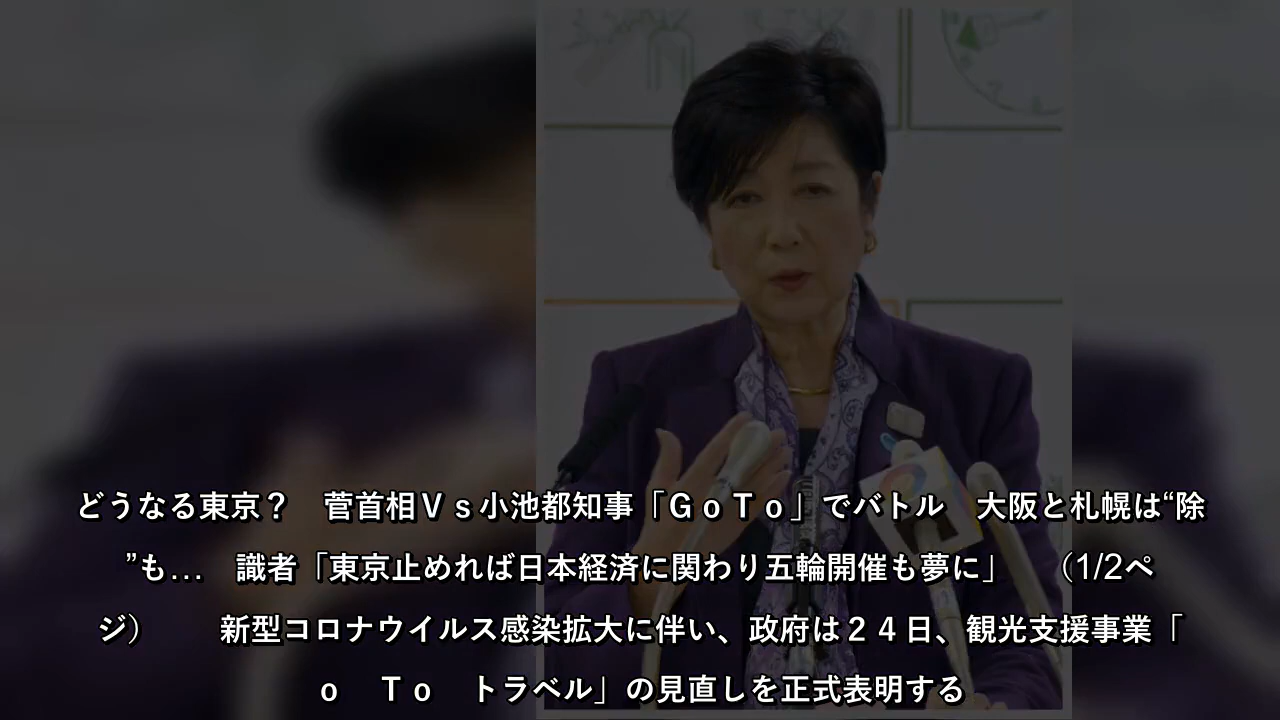 どうなる東京？　菅首相Ｖｓ小池都知事「ＧｏＴｏ」でバトル　大阪と札幌は“除
”も…　識者「東京止めれば日本経済に関わり五輪開催も夢に」　　（1/2ペ
ジ）　　　新型コロナウイルス感染拡大に伴い、政府は２４日、観光支援事業「
ｏ　Ｔｏ　トラベル」の見直しを正式表明する